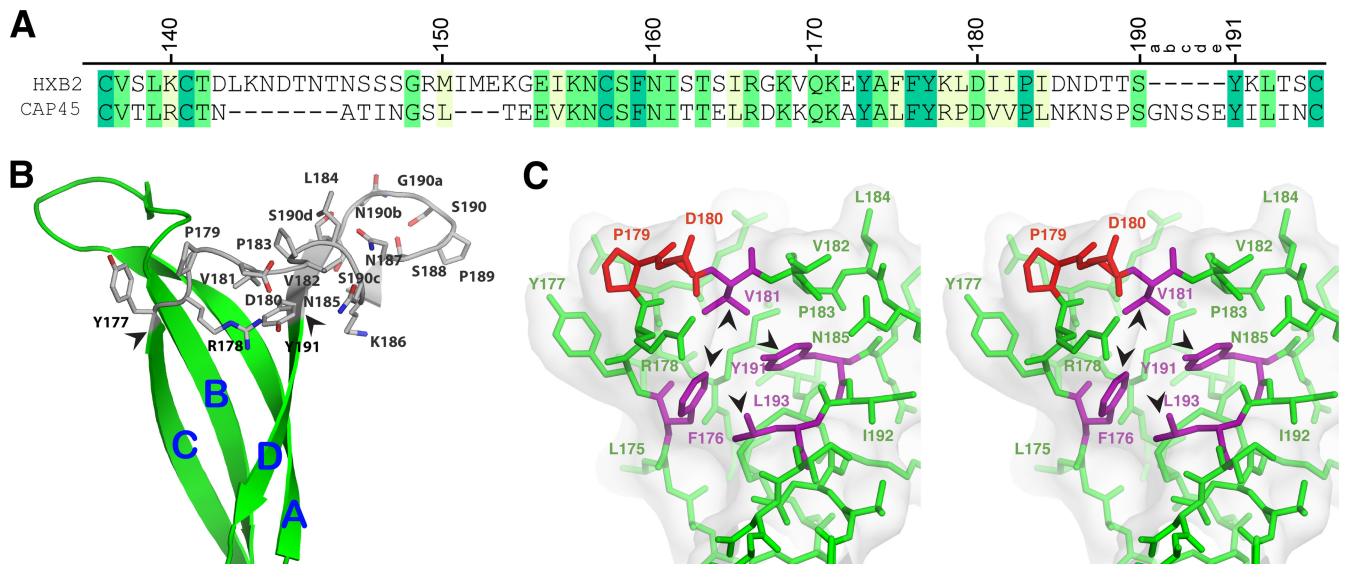 A
140 150 160 170 180 190 a b c d e 191
HXB2 CVSLKCTDLKNDTNTNSSSGRMIMEKGEIKNCSFNISTSIRGKVQKEYAFFYKLDIIPIDNDTTS-----YKLTSC
CAP45 CVTLRCTN-------ATINGSL---TEEVKNCSFNITTELRDKKQKAYALFYRPDVVPLNKNSPSGNSSEYILINC
B
L184
G190a
S190d
N190b
S190
P179
P183
N187
V181
V182
S190c
S188
P189
D180
N185
Y177
R178
Y191
K186
B
C
D
A
C
L184
D180
P179
V182
Y177
V181
P183
N185
R178
Y191
L193
F176
I192
L175
L184
D180
P179
V182
Y177
V181
P183
N185
R178
Y191
L193
F176
I192
L175